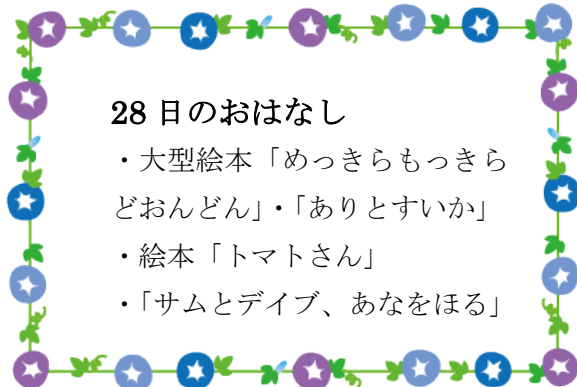 28 日のおはなし
・大型絵本「めっきらもっきら
どおんどん」・「ありとすいか」
・絵本「トマトさん」
・「サムとデイブ、あなをほる」